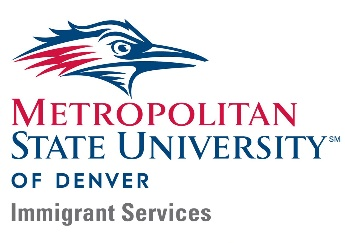 METROPOLITAN
STATE UNIVERSITY℠
OF DENVER
Immigrant Services